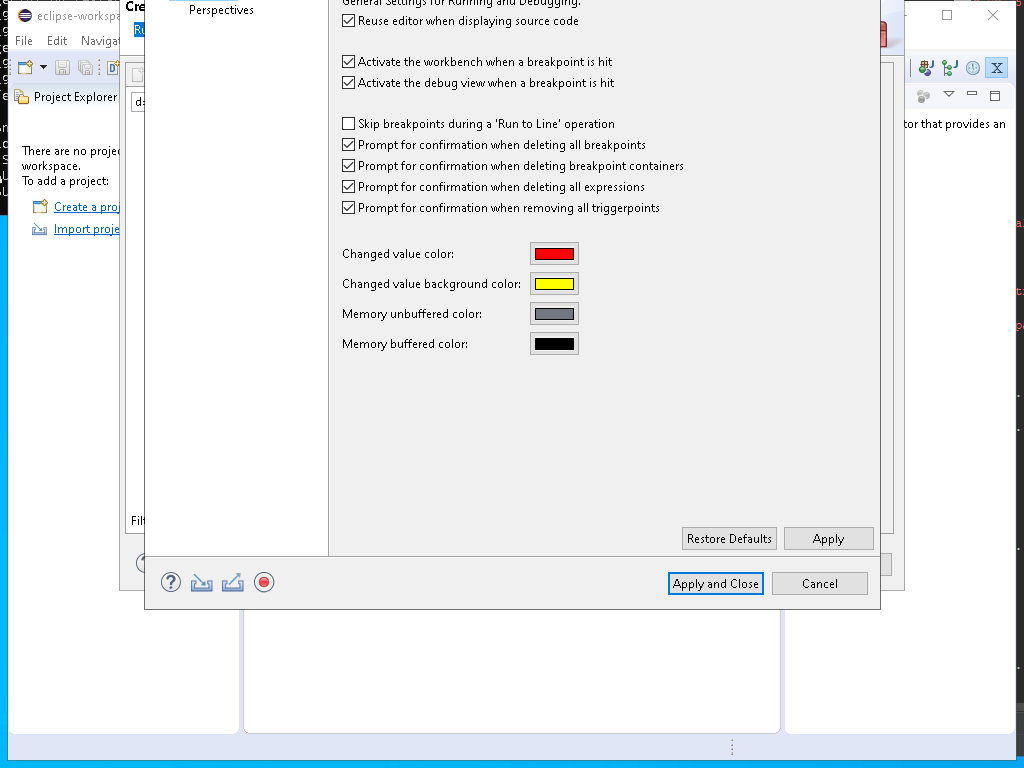 Perspectives
General Settings for Running and Debugging.
Reuse editor when displaying source code
Activate the workbench when a breakpoint is hit
Activate the debug view when a breakpoint is hit
Skip breakpoints during a 'Run to Line' operation
Prompt for confirmation when deleting all breakpoints
Prompt for confirmation when deleting breakpoint containers
Prompt for confirmation when deleting all expressions
Prompt for confirmation when removing all triggerpoints
Changed value color:
Changed value background color:
Memory unbuffered color:
Memory buffered color:
Restore Defaults
Apply
Apply and Close
Cancel
eclipse-workspa
Cre
Ru
File Edit Navigat
Project Explorer
There are no projec
workspace.
To add a project:
Create a proj
Import proje
Filt
tor that provides an